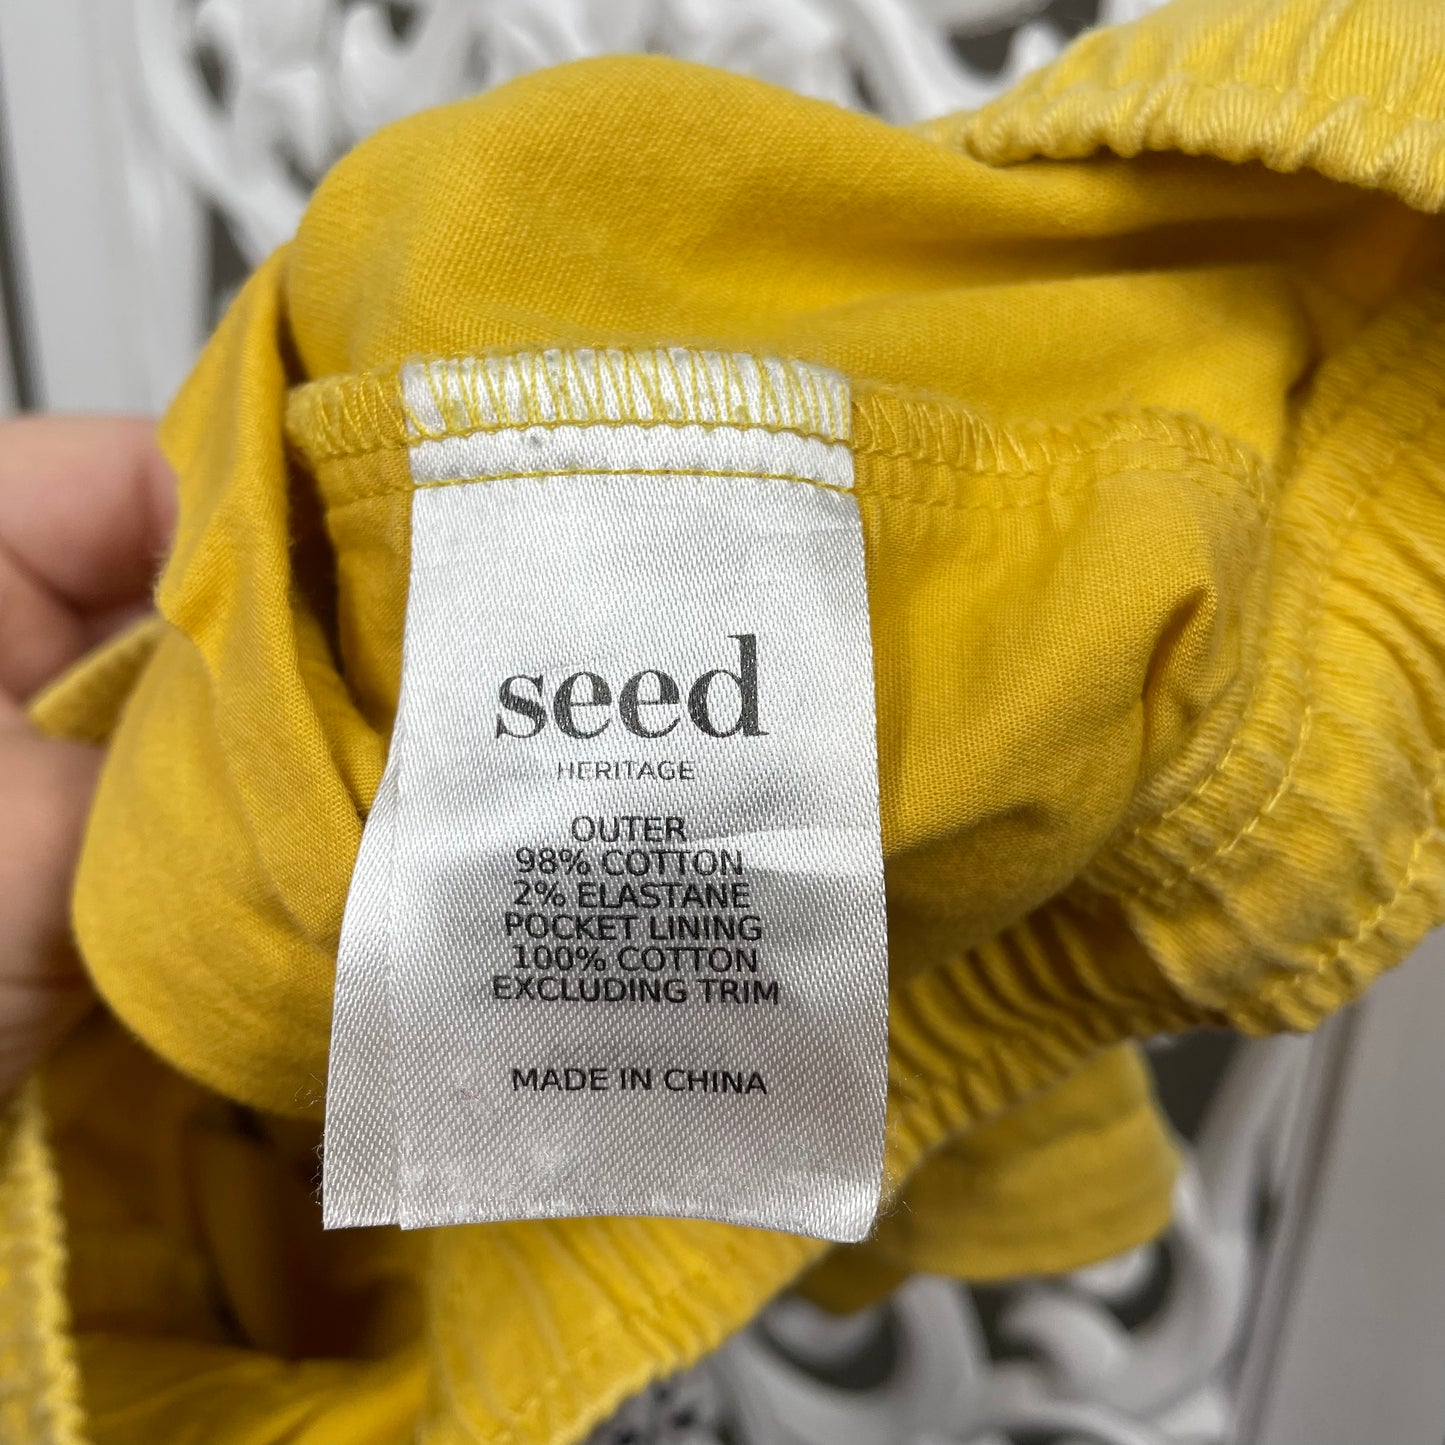 seed
HERITAGE
OUTER
98% COTTON
2% ELASTANE
POCKET LINING
100% COTTON
EXCLUDING TRIM
MADE IN CHINA